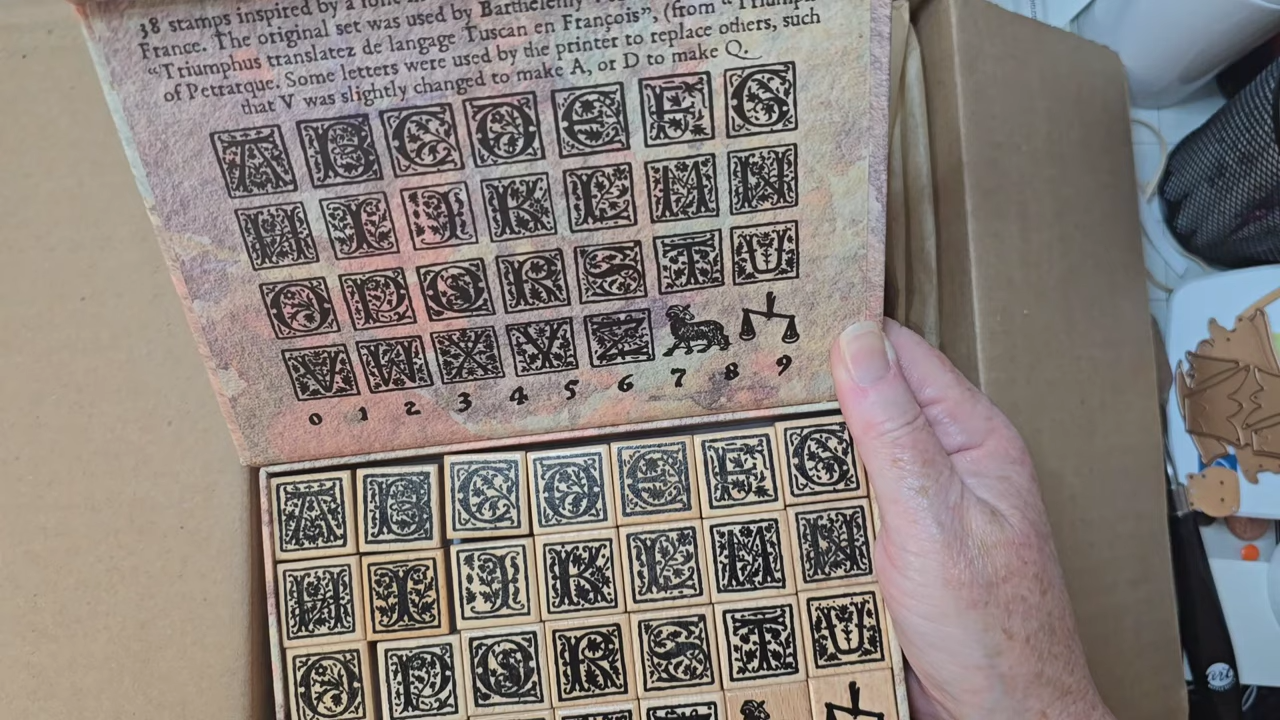 38 stamps inspired by a
France. The original set was used by Barthélemy
"Triumphus translatez de langage Tuscan en François", (from "Triumph
of Petrarque. Some letters were used by the printer to replace others, such
that V was slightly changed to make A, or D to make Q.
A B C D E F G
H I J K L M N
O P Q R S T U
V W X Y Z
0 1 2 3 4 5 6 7 8 9
A B C D E F G
H I J K L M N
O P Q R S T U
art